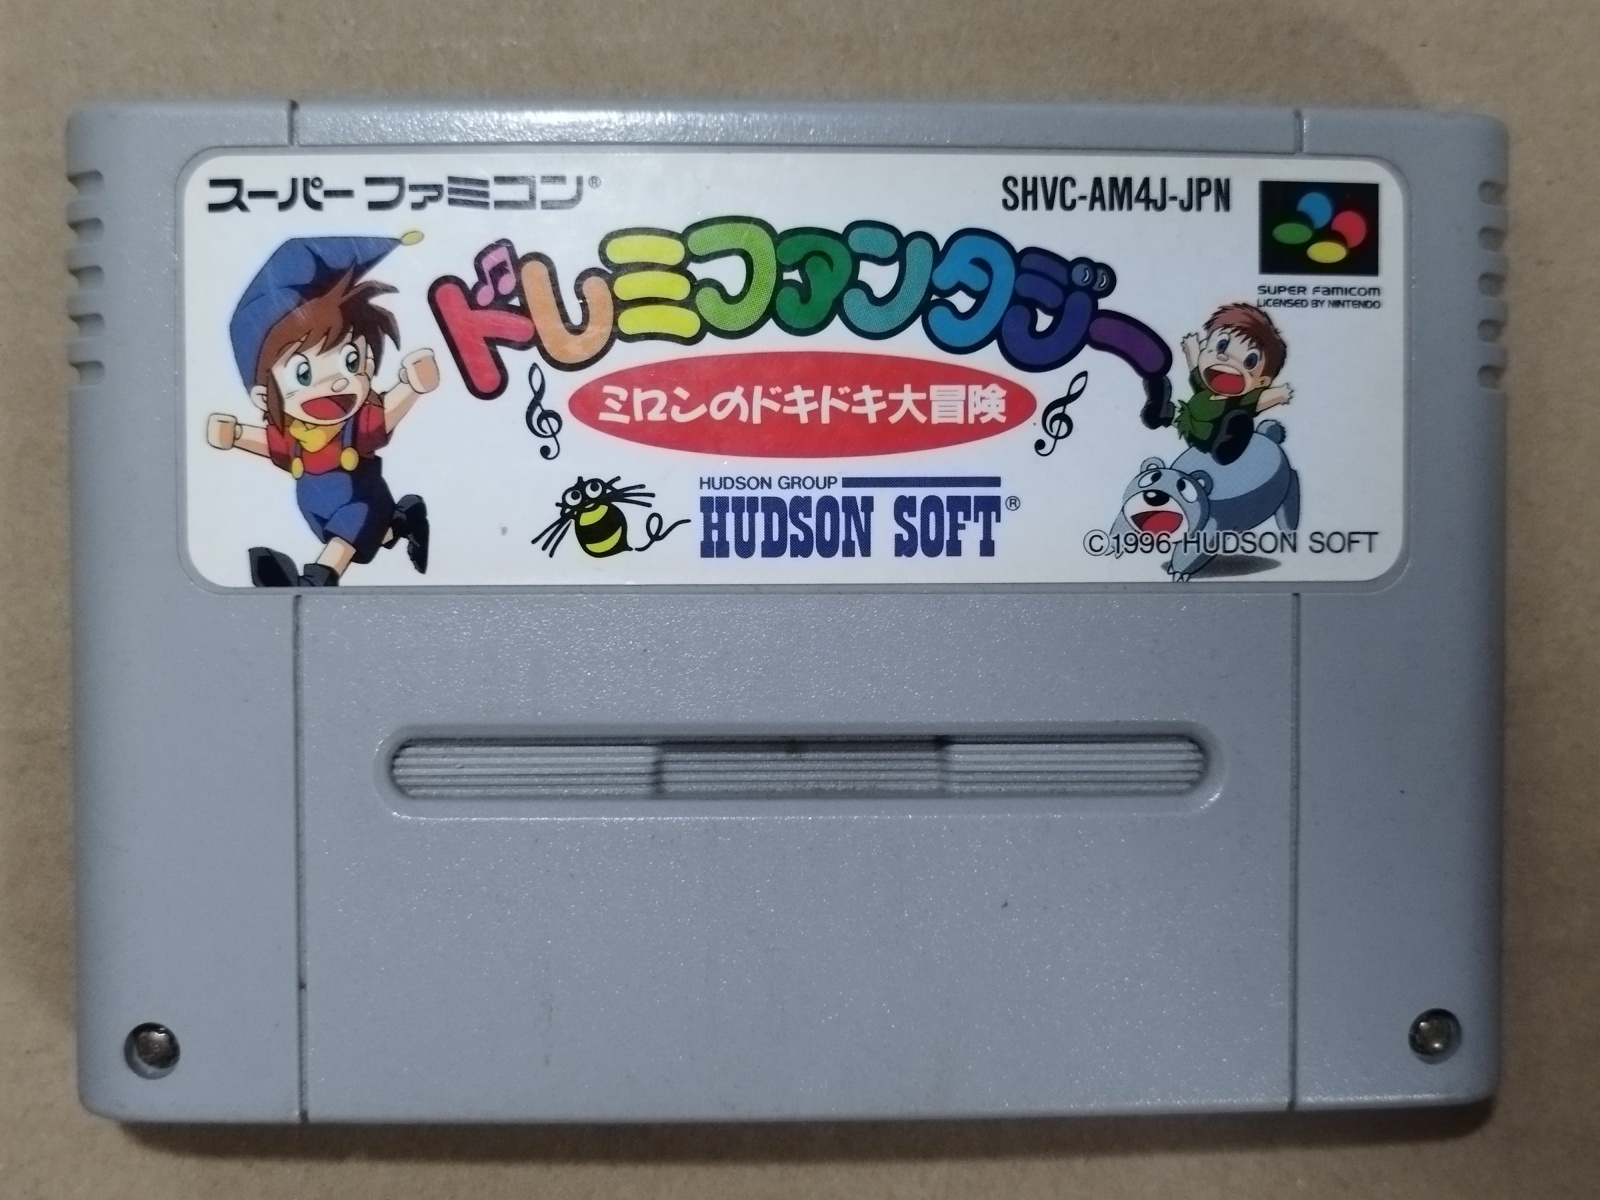 スーパーファミコン®
SHVC-AM4J-JPN
ドレミファンタジー
SUPER FAMICOM
LICENSED BY NINTENDO
ミロンのドキドキ大冒険
HUDSON GROUP
HUDSON SOFT®
©1996 HUDSON SOFT